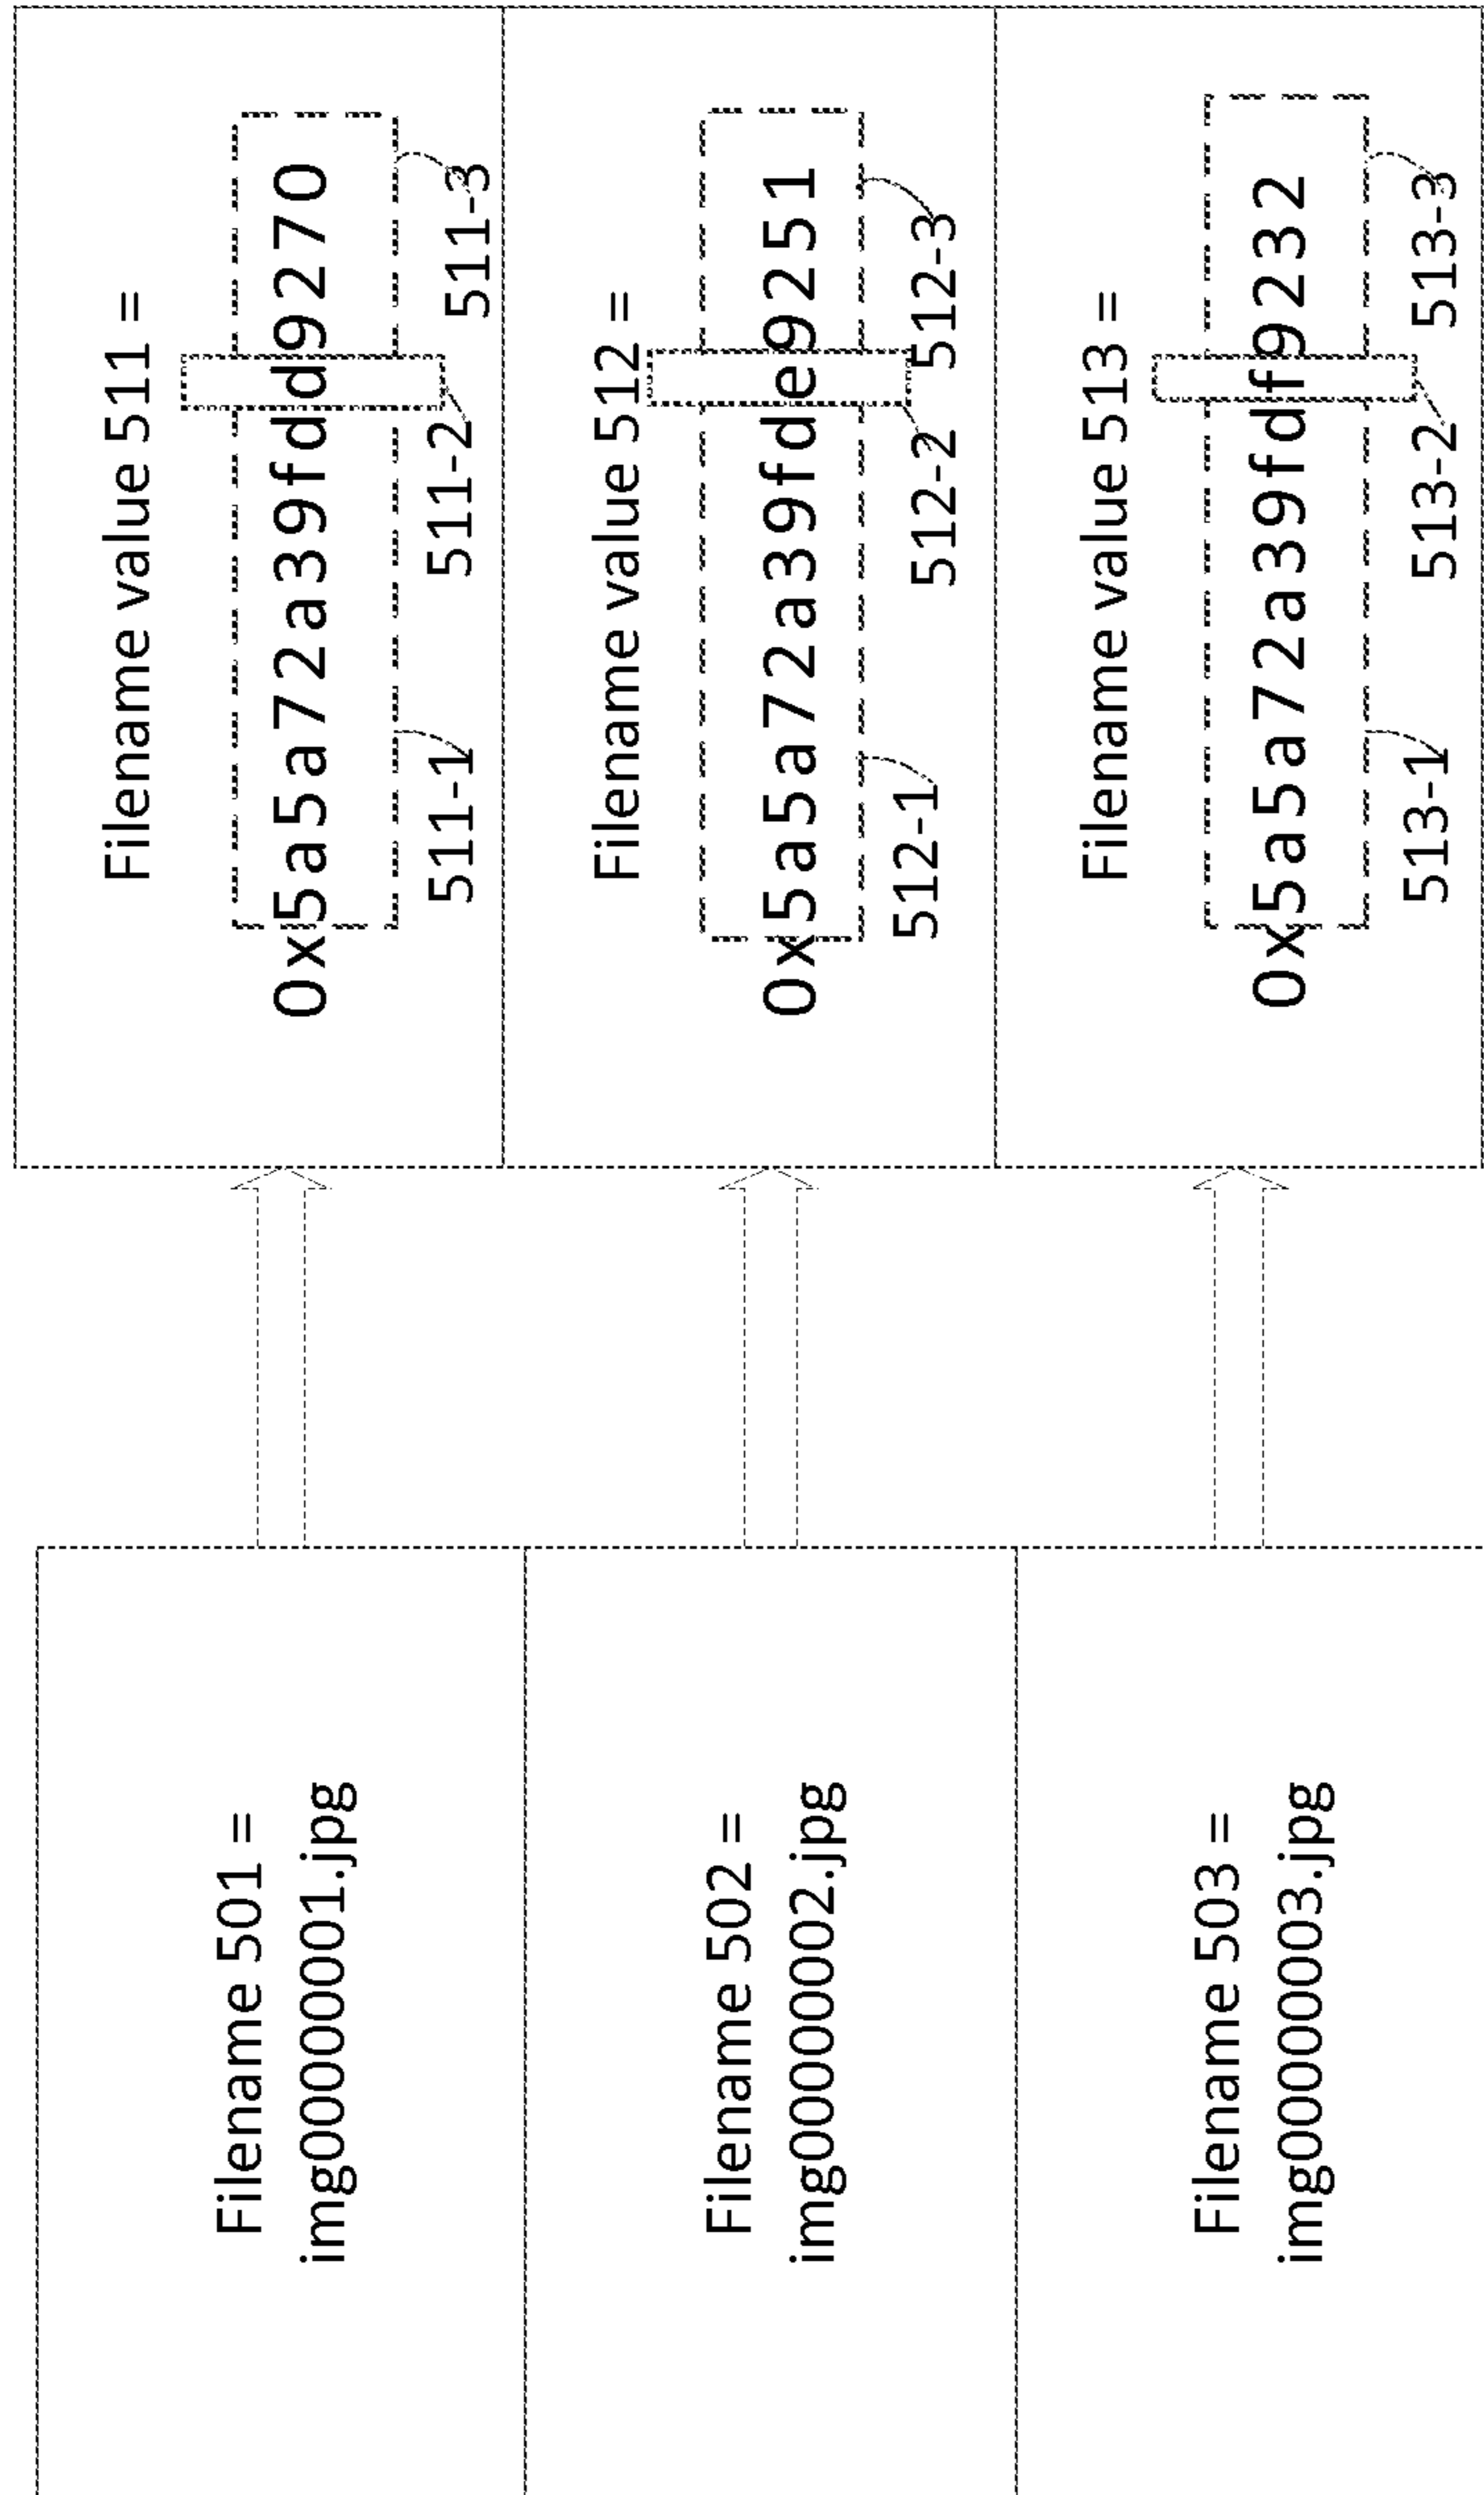 Filename 501 =
img00000001.jpg
Filename value 511 =
0x5a5a72a39fdd9270
511-1 511-2 511-3
Filename 502 =
img00000002.jpg
Filename value 512 =
0x5a5a72a39fde9251
512-1 512-2 512-3
Filename 503 =
img00000003.jpg
Filename value 513 =
0x5a5a72a39fdf9232
513-1 513-2 513-3